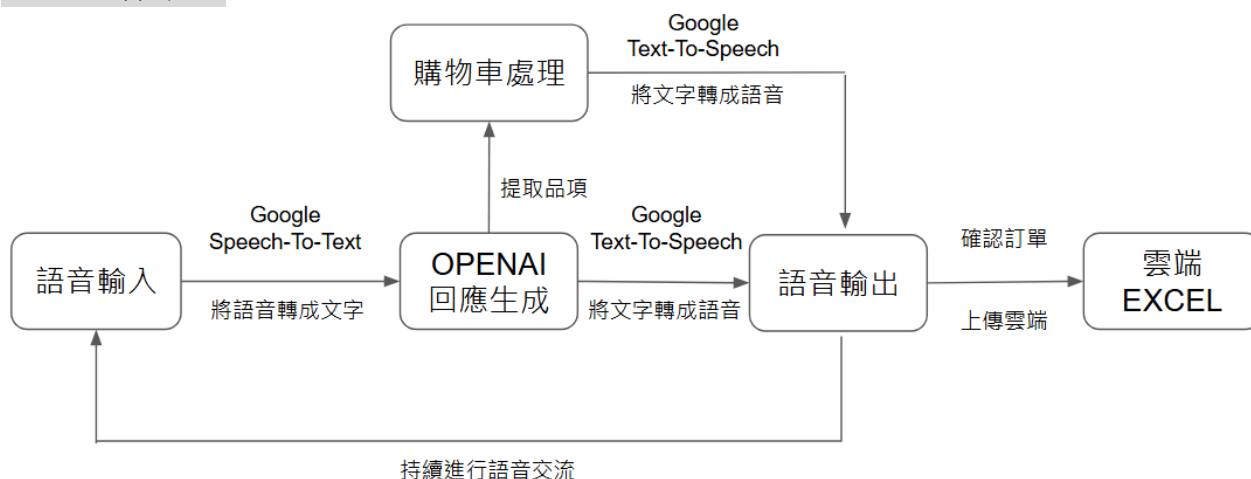 Google
Text-To-Speech
購物車處理
將文字轉成語音
提取品項
Google
Speech-To-Text
Google
Text-To-Speech
確認訂單
語音輸入
OPENAI
回應生成
語音輸出
雲端
EXCEL
將語音轉成文字
將文字轉成語音
上傳雲端
持續進行語音交流